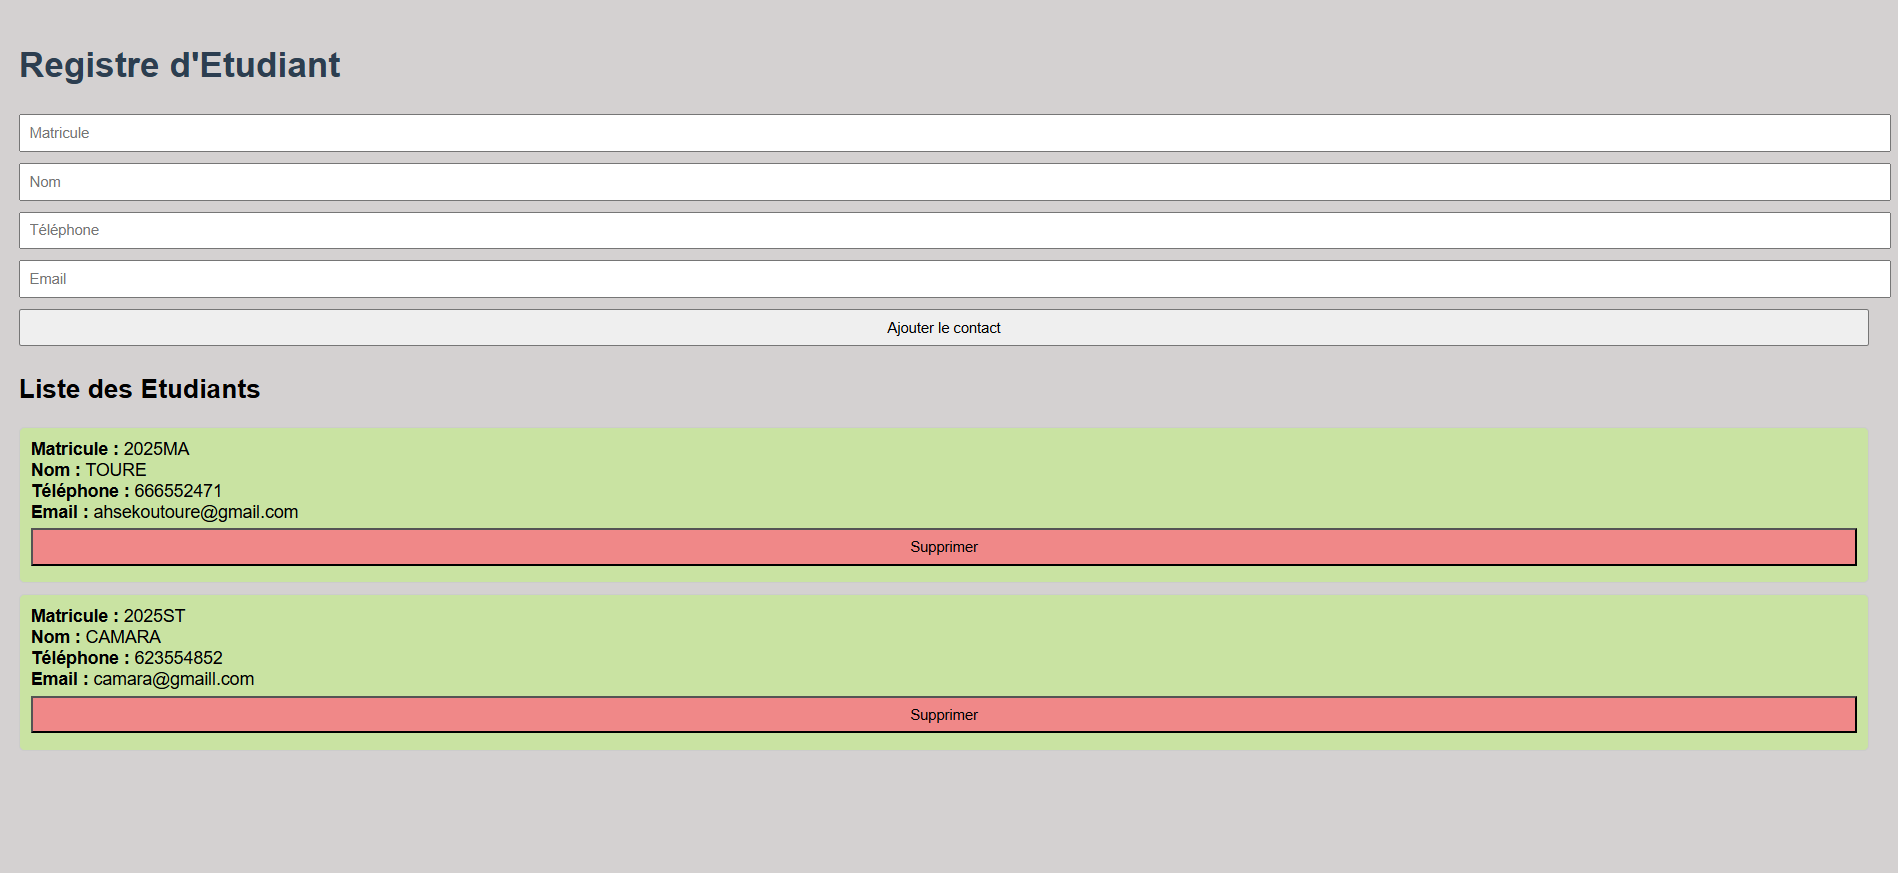 Registre d'Etudiant
Matricule
Nom
Téléphone
Email
Ajouter le contact
Liste des Etudiants
Matricule : 2025MA
Nom : TOURE
Téléphone : 666552471
Email : ahsekoutoure@gmail.com
Supprimer
Matricule : 2025ST
Nom : CAMARA
Téléphone : 623554852
Email : camara@gmaill.com
Supprimer